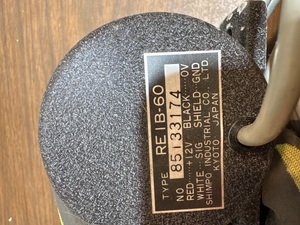 TYPE RE1B-60
NO. 85133174
RED +12V BLACK 0V
WHITE SIG SHIELD GND
SHIMPO INDUSTRIAL CO., LTD.
KYOTO JAPAN